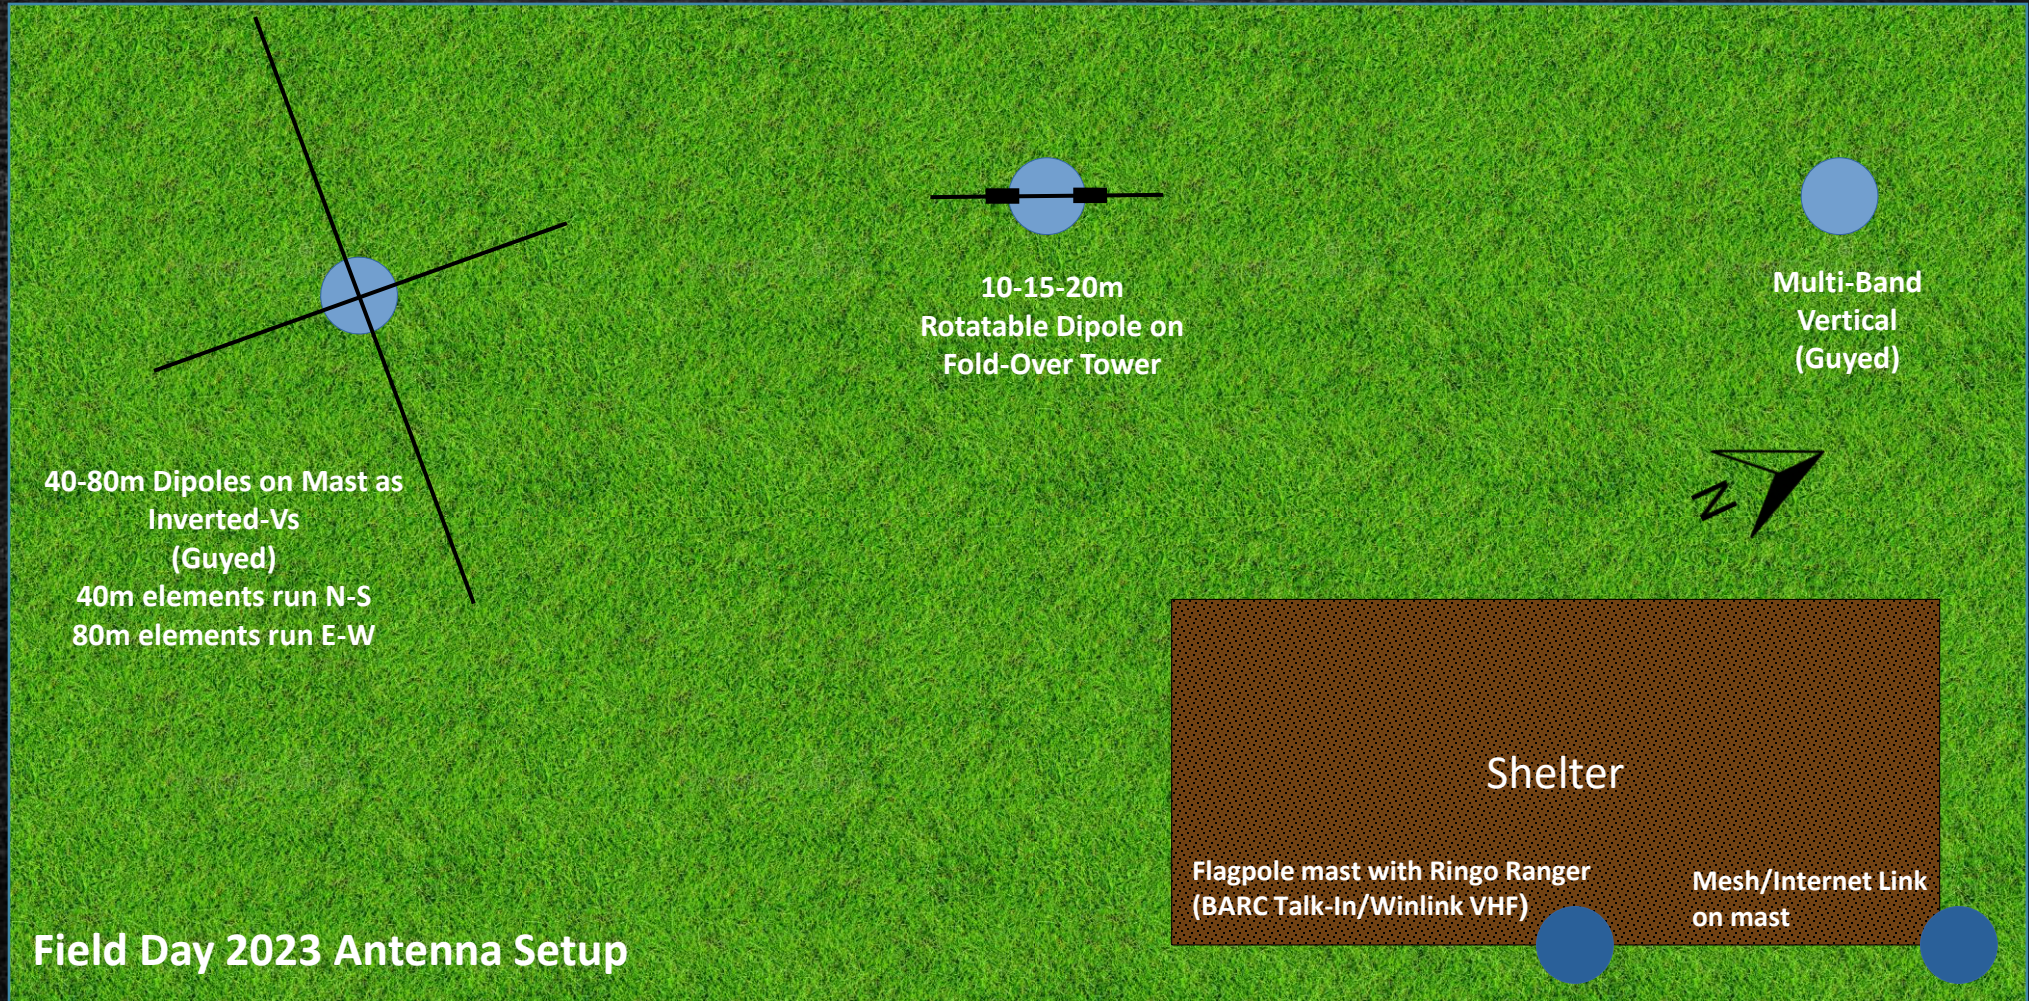 10-15-20m
Rotatable Dipole on
Fold-Over Tower
Multi-Band
Vertical
(Guyed)
40-80m Dipoles on Mast as
Inverted-Vs
(Guyed)
40m elements run N-S
80m elements run E-W
N
Shelter
Flagpole mast with Ringo Ranger
(BARC Talk-In/Winlink VHF)
Mesh/Internet Link
on mast
Field Day 2023 Antenna Setup